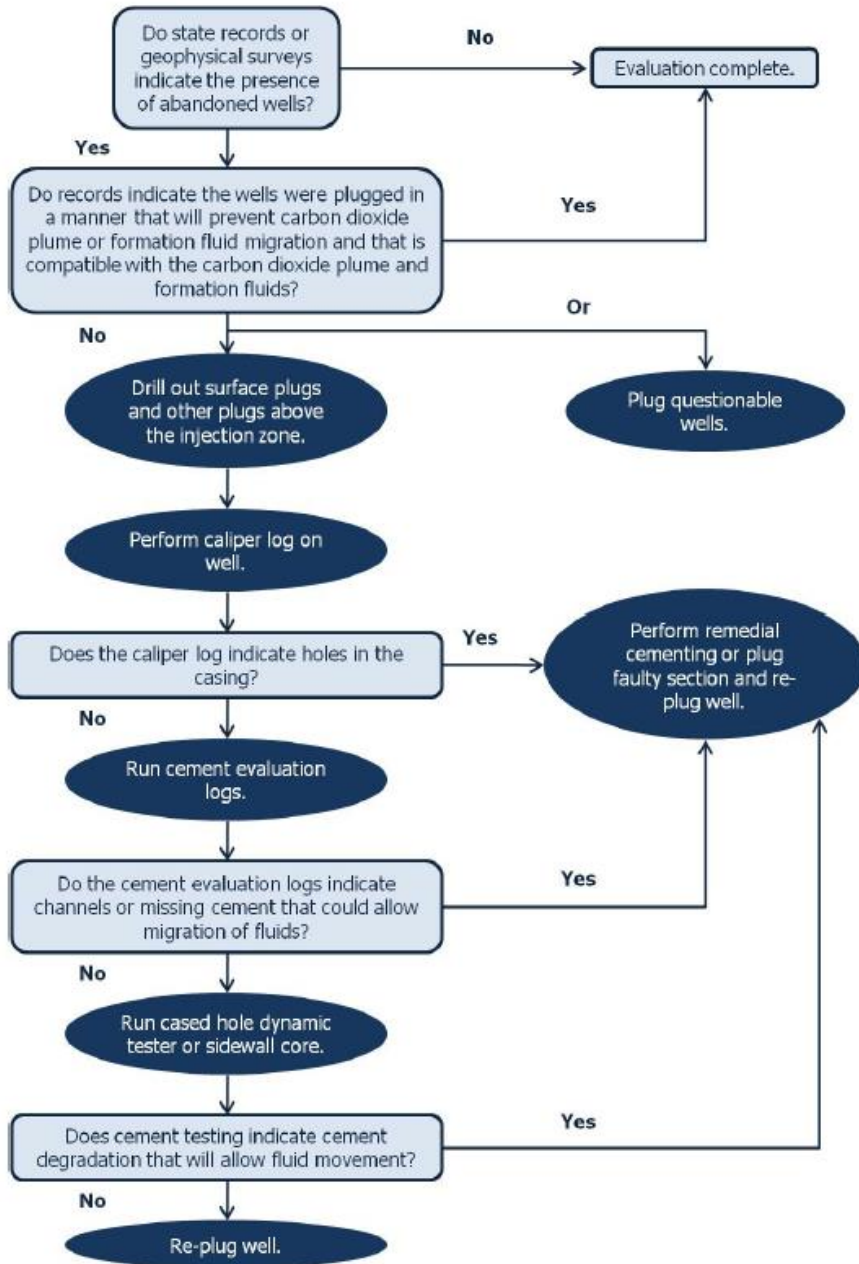 Do state records or
geophysical surveys
indicate the presence
of abandoned wells?
No
Evaluation complete.
Yes
Do records indicate the wells were plugged in
a manner that will prevent carbon dioxide
plume or formation fluid migration and that is
compatible with the carbon dioxide plume and
formation fluids?
Yes
No
Or
Drill out surface plugs
and other plugs above
the injection zone.
Plug questionable
wells.
Perform caliper log on
well.
Does the caliper log indicate holes in the
casing?
Yes
Perform remedial
cementing or plug
faulty section and re-
plug well.
No
Run cement evaluation
logs.
Do the cement evaluation logs indicate
channels or missing cement that could allow
migration of fluids?
Yes
No
Run cased hole dynamic
tester or sidewall core.
Does cement testing indicate cement
degradation that will allow fluid movement?
Yes
No
Re-plug well.